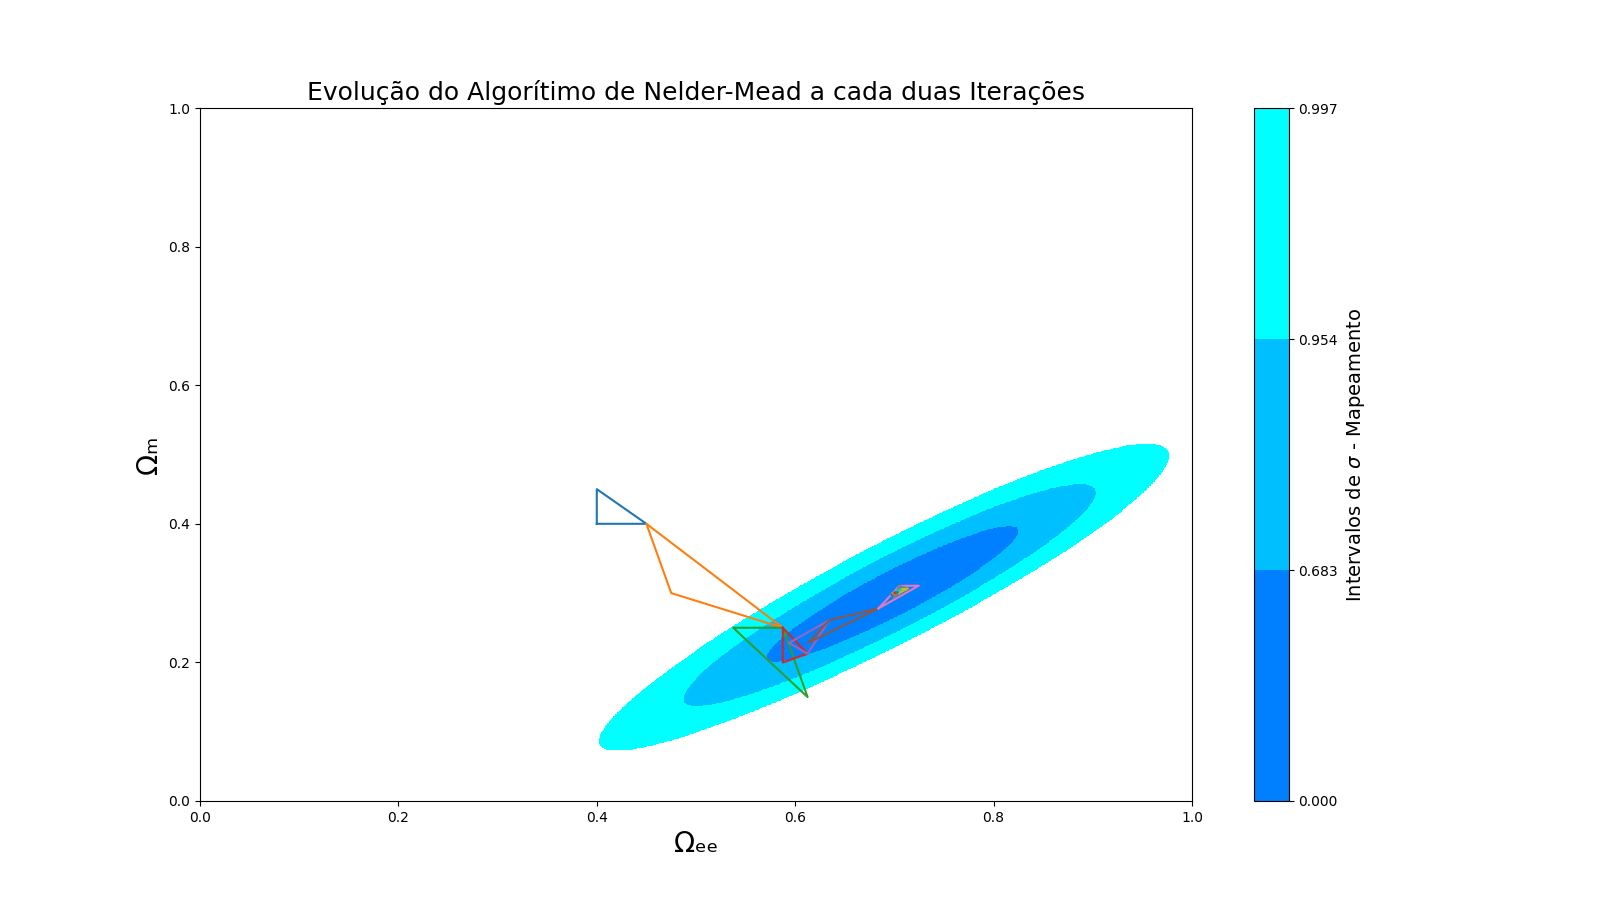 Evolução do Algorítimo de Nelder-Mead a cada duas Iterações
1.0
0.8
0.6
0.4
0.2
0.0
Ωₘ
0.0 0.2 0.4 0.6 0.8 1.0
Ωₑₑ
0.997
0.954
0.683
0.000
Intervalos de σ - Mapeamento